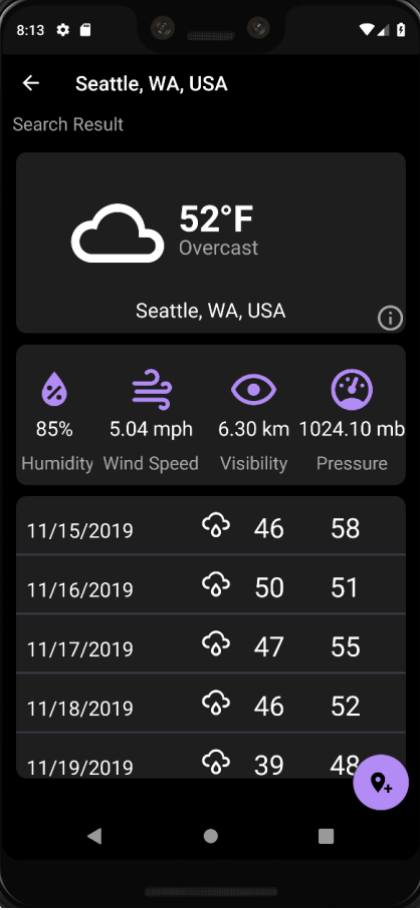 8:13
Seattle, WA, USA
Search Result
52°F
Overcast
Seattle, WA, USA
85% 5.04 mph 6.30 km 1024.10 mb
Humidity Wind Speed Visibility Pressure
11/15/2019 46 58
11/16/2019 50 51
11/17/2019 47 55
11/18/2019 46 52
11/19/2019 39 48